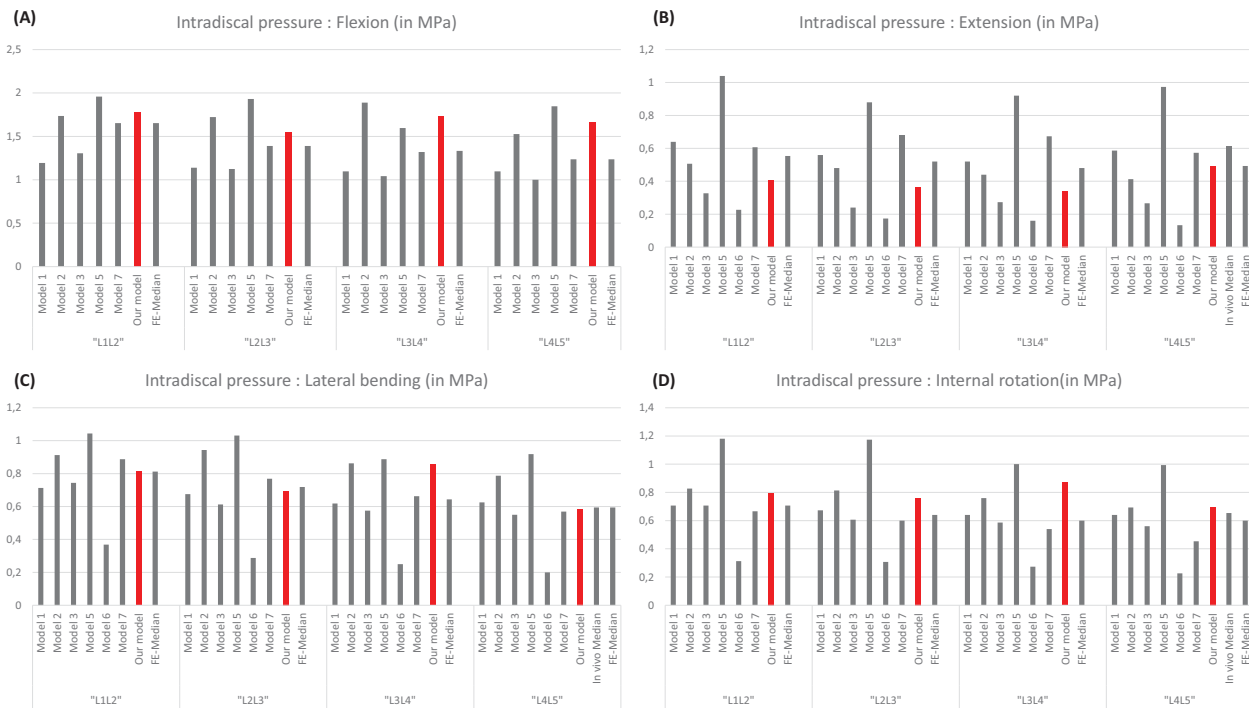 (A)
Intradiscal pressure : Flexion (in MPa)
2,5
2
1,5
1
0,5
0
Model 1
Model 2
Model 3
Model 5
Model 7
Our model
FE-Median
Model 1
Model 2
Model 3
Model 5
Model 7
Our model
FE-Median
Model 1
Model 2
Model 3
Model 5
Model 7
Our model
FE-Median
Model 1
Model 2
Model 3
Model 5
Model 7
Our model
FE-Median
"L1L2" "L2L3" "L3L4" "L4L5"
(B)
Intradiscal pressure : Extension (in MPa)
1,2
1
0,8
0,6
0,4
0,2
0
Model 1
Model 2
Model 3
Model 5
Model 6
Model 7
Our model
FE-Median
Model 1
Model 2
Model 3
Model 5
Model 6
Model 7
Our model
FE-Median
Model 1
Model 2
Model 3
Model 5
Model 6
Model 7
Our model
FE-Median
Model 1
Model 2
Model 3
Model 5
Model 6
Model 7
Our model
In vivo Median
FE-Median
"L1L2" "L2L3" "L3L4" "L4L5"
(C)
Intradiscal pressure : Lateral bending (in MPa)
1,2
1
0,8
0,6
0,4
0,2
0
Model 1
Model 2
Model 3
Model 5
Model 6
Model 7
Our model
FE-Median
Model 1
Model 2
Model 3
Model 5
Model 6
Model 7
Our model
FE-Median
Model 1
Model 2
Model 3
Model 5
Model 6
Model 7
Our model
FE-Median
Model 1
Model 2
Model 3
Model 5
Model 6
Model 7
Our model
In vivo Median
FE-Median
"L1L2" "L2L3" "L3L4" "L4L5"
(D)
Intradiscal pressure : Internal rotation(in MPa)
1,4
1,2
1
0,8
0,6
0,4
0,2
0
Model 1
Model 2
Model 3
Model 5
Model 6
Model 7
Our model
FE-Median
Model 1
Model 2
Model 3
Model 5
Model 6
Model 7
Our model
FE-Median
Model 1
Model 2
Model 3
Model 5
Model 6
Model 7
Our model
FE-Median
Model 1
Model 2
Model 3
Model 5
Model 6
Model 7
Our model
In vivo Median
FE-Median
"L1L2" "L2L3" "L3L4" "L4L5"